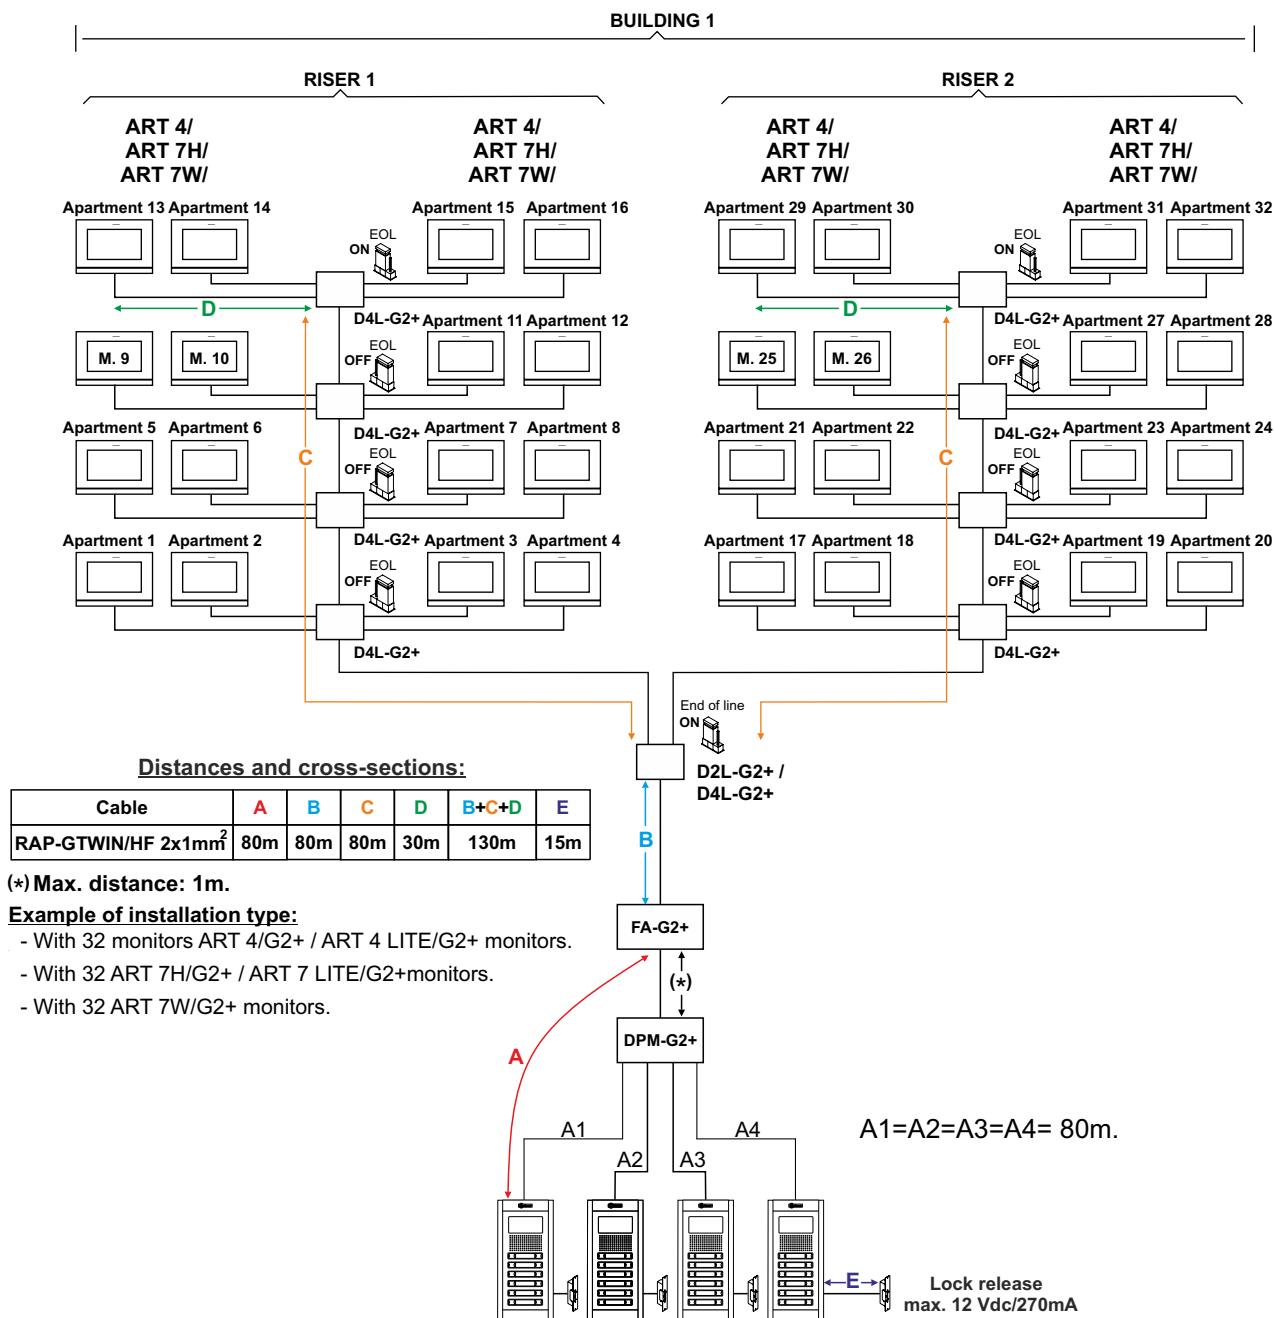 BUILDING 1
RISER 1
RISER 2
ART 4/
ART 7H/
ART 7W/
ART 4/
ART 7H/
ART 7W/
ART 4/
ART 7H/
ART 7W/
ART 4/
ART 7H/
ART 7W/
Apartment 13 Apartment 14
Apartment 15 Apartment 16
Apartment 29 Apartment 30
Apartment 31 Apartment 32
EOL
ON
EOL
ON
D
D
D4L-G2+ Apartment 11 Apartment 12
D4L-G2+ Apartment 27 Apartment 28
EOL
OFF
EOL
OFF
M. 9
M. 10
M. 25
M. 26
Apartment 5 Apartment 6
D4L-G2+ Apartment 7 Apartment 8
Apartment 21 Apartment 22
D4L-G2+ Apartment 23 Apartment 24
C
EOL
OFF
C
EOL
OFF
Apartment 1 Apartment 2
D4L-G2+ Apartment 3 Apartment 4
Apartment 17 Apartment 18
D4L-G2+ Apartment 19 Apartment 20
EOL
OFF
EOL
OFF
D4L-G2+
D4L-G2+
End of line
ON
D2L-G2+ /
D4L-G2+
Distances and cross-sections:
Cable A B C D B+C+D E
RAP-GTWIN/HF 2x1mm² 80m 80m 80m 30m 130m 15m
(*) Max. distance: 1m.
Example of installation type:
- With 32 monitors ART 4/G2+ / ART 4 LITE/G2+ monitors.
- With 32 ART 7H/G2+ / ART 7 LITE/G2+monitors.
- With 32 ART 7W/G2+ monitors.
B
FA-G2+
(*)
DPM-G2+
A
A1
A2
A3
A4
A1=A2=A3=A4= 80m.
E
Lock release
max. 12 Vdc/270mA